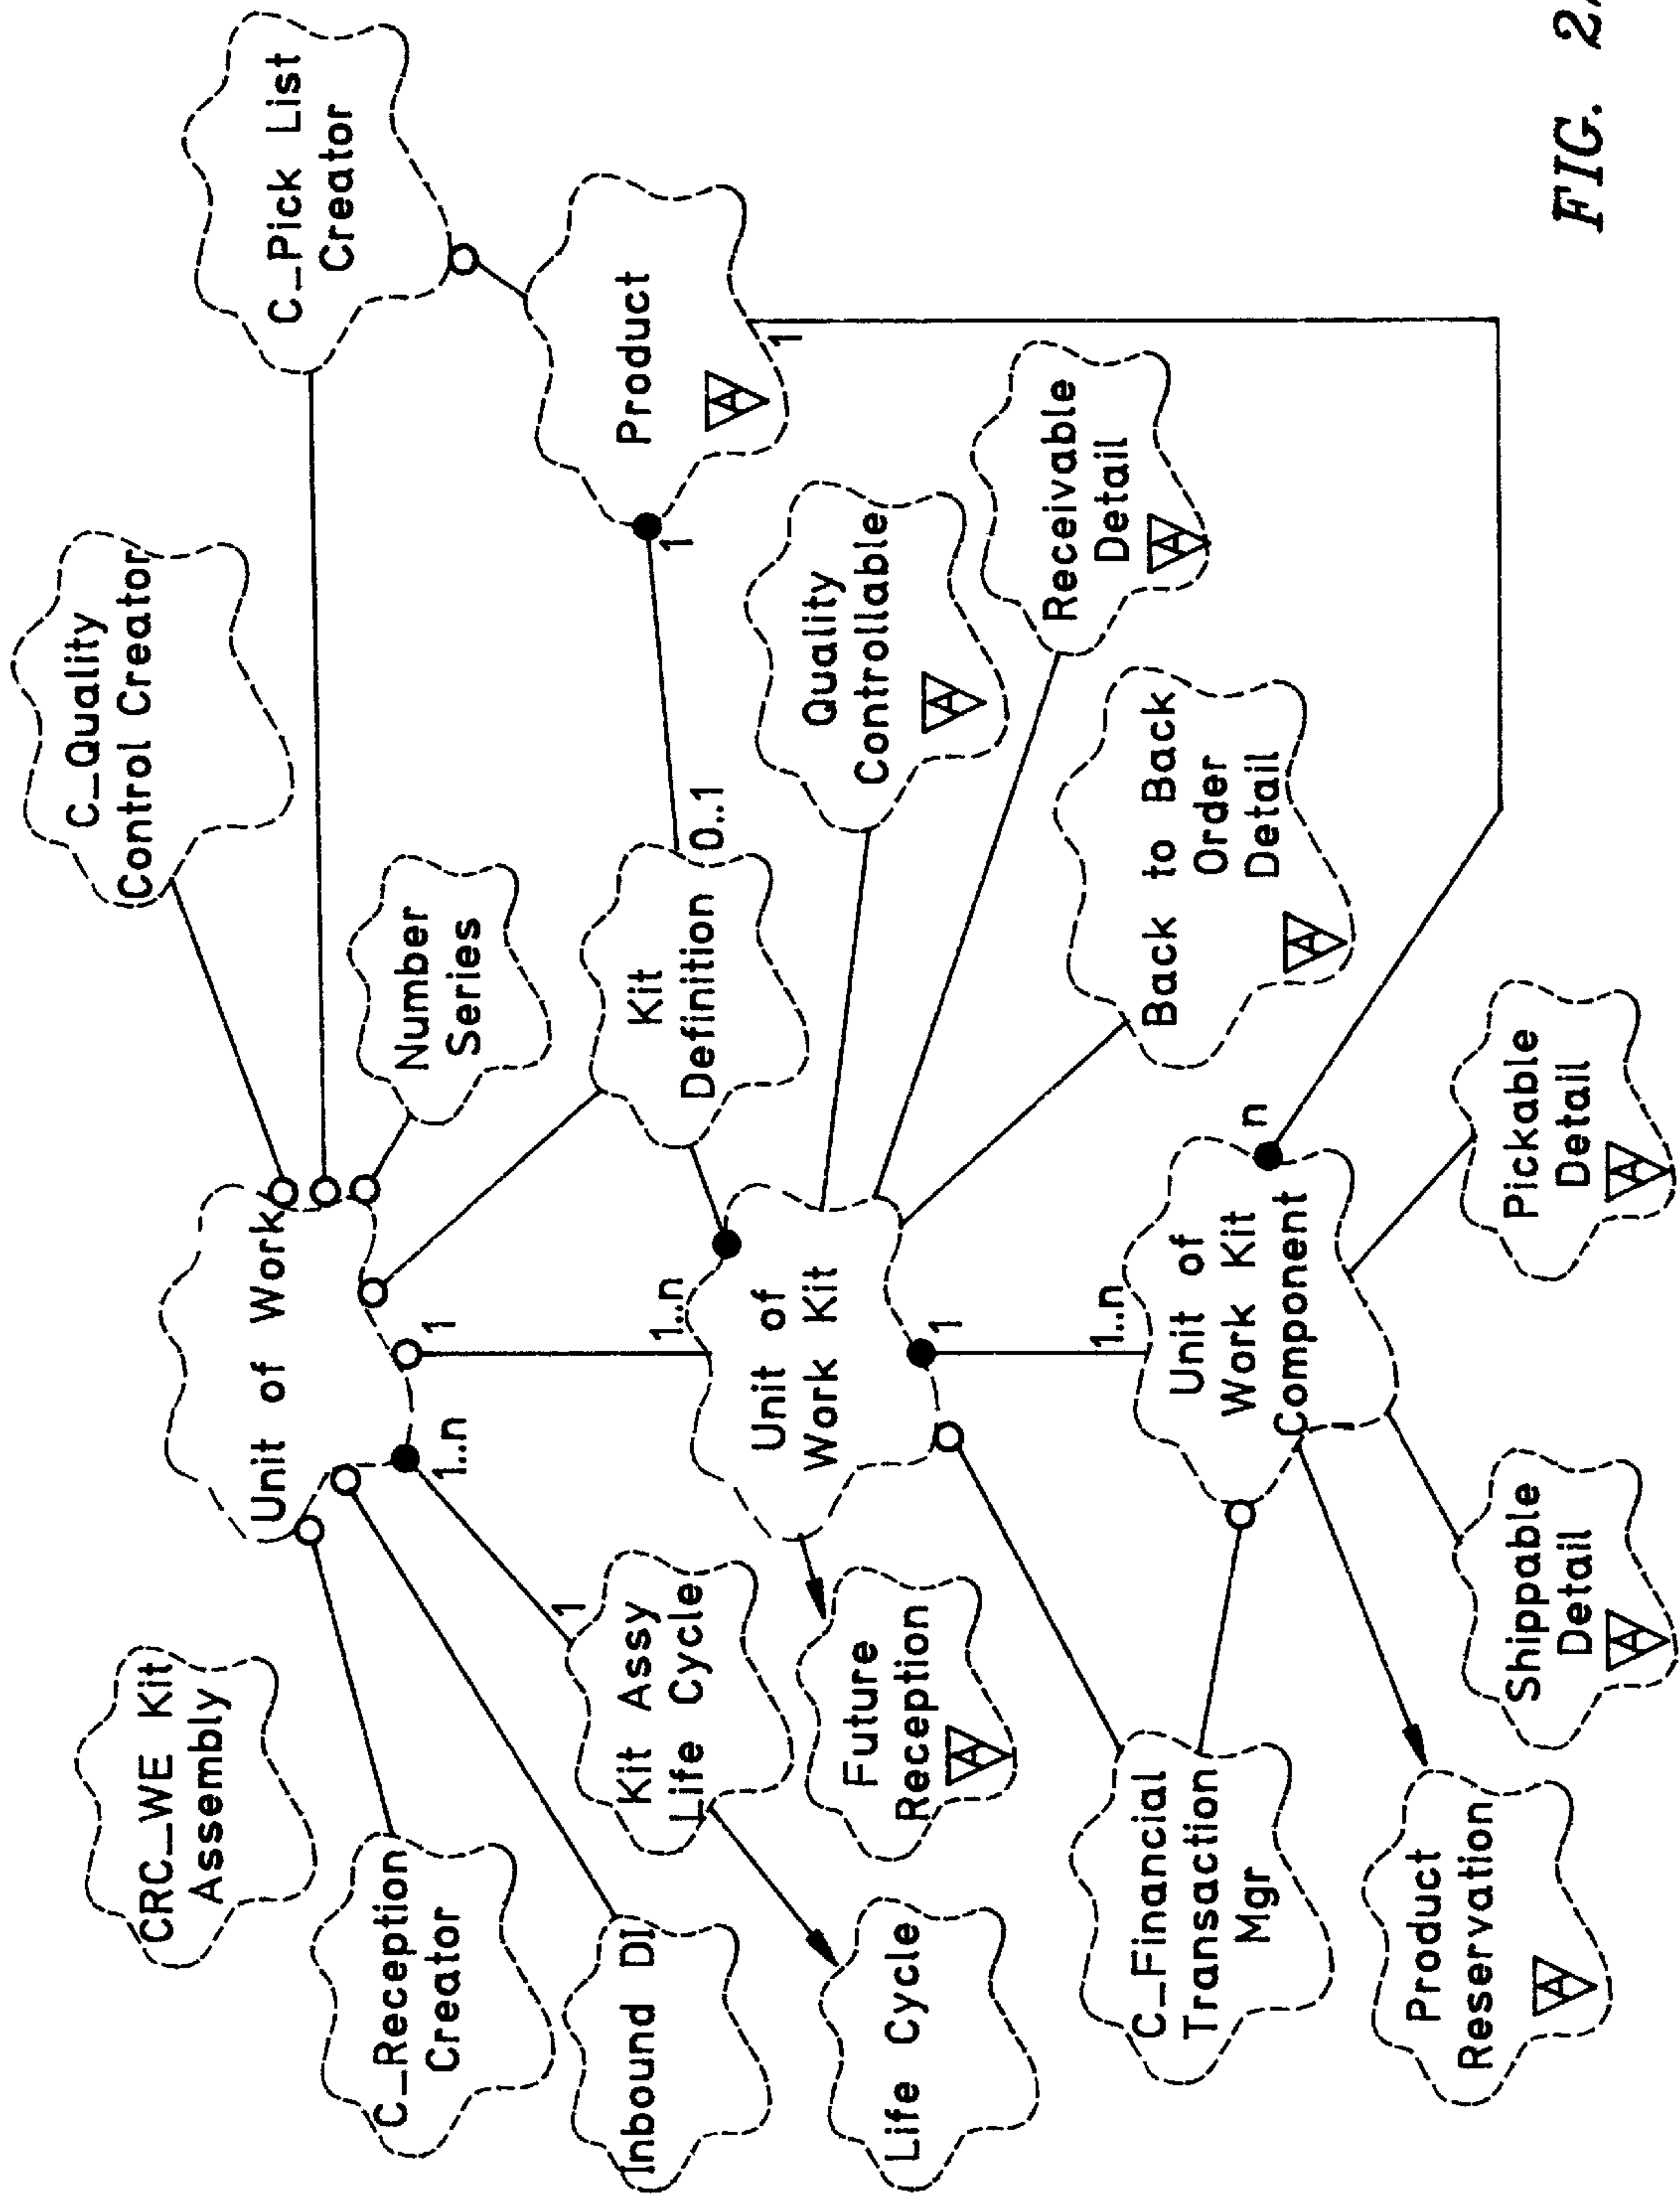 CRC_WE Kit
Assembly
C_Quality
Control Creator
C_Pick List
Creator
Unit of Work
C_Reception
Creator
Number
Series
Inbound DI
1
1..n
Kit Assy
Life Cycle
1
Kit
Definition
0..1
Product
A
1
1
1..n
Unit of
Work Kit
1
Quality
Controllable
A
Future
Reception
A
Life Cycle
Receivable
Detail
A
Back to Back
Order
Detail
A
1..n
Unit of
Work Kit
Component
n
C_Financial
Transaction
Mgr
Product
Reservation
A
Shippable
Detail
A
Pickable
Detail
A
FIG.